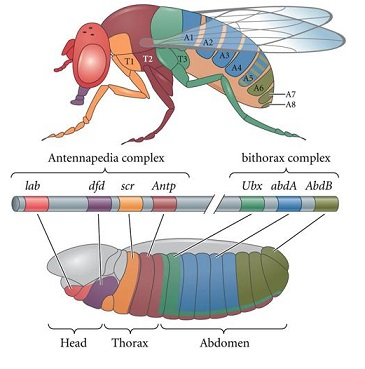 T1
T2
T3
A1
A2
A3
A4
A5
A6
A7
A8
Antennapedia complex
bithorax complex
lab dfd scr Antp Ubx abdA AbdB
Head Thorax Abdomen